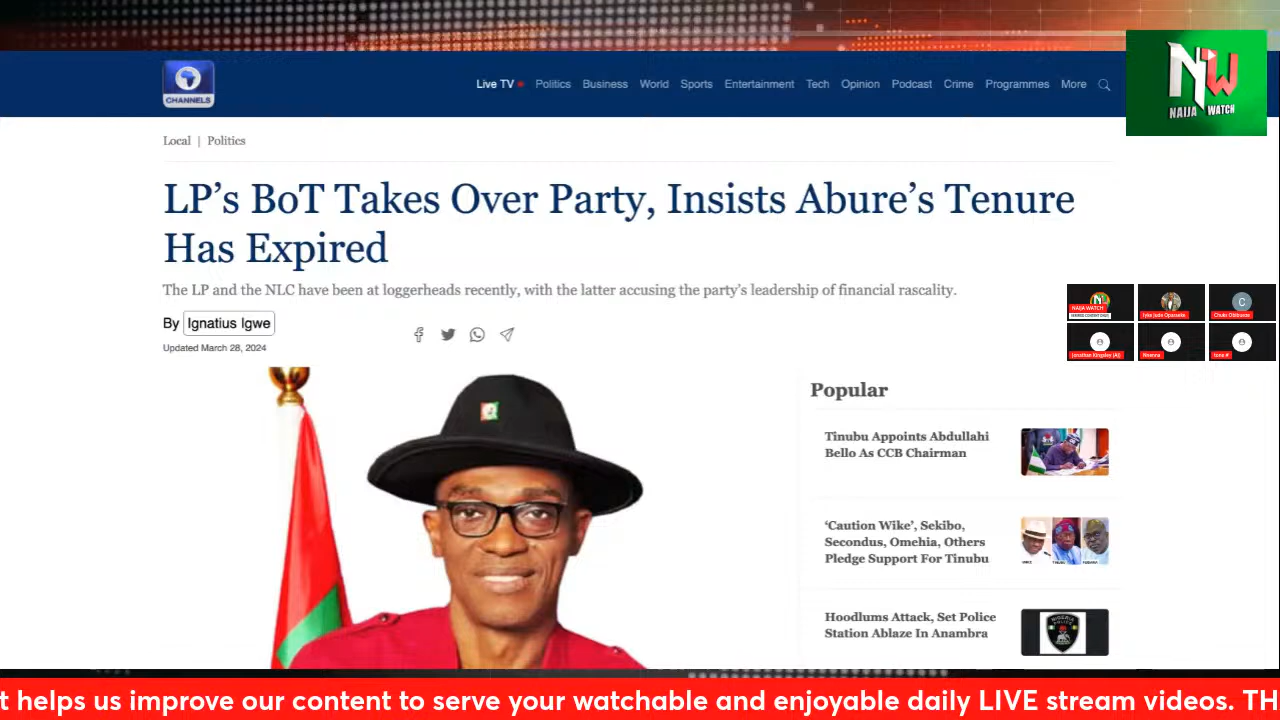 CHANNELS
Live TV
Politics
Business
World
Sports
Entertainment
Tech
Opinion
Podcast
Crime
Programmes
More
NW
NAIJA WATCH
Local | Politics
LP's BoT Takes Over Party, Insists Abure's Tenure
Has Expired
The LP and the NLC have been at loggerheads recently, with the latter accusing the party's leadership of financial rascality.
By Ignatius Igwe
Updated March 28, 2024
NAIJA WATCH
C
Popular
Tinubu Appoints Abdullahi
Bello As CCB Chairman
‘Caution Wike’, Sekibo,
Secondus, Omehia, Others
Pledge Support For Tinubu
Hoodlums Attack, Set Police
Station Ablaze In Anambra
t helps us improve our content to serve your watchable and enjoyable daily LIVE stream videos. TH